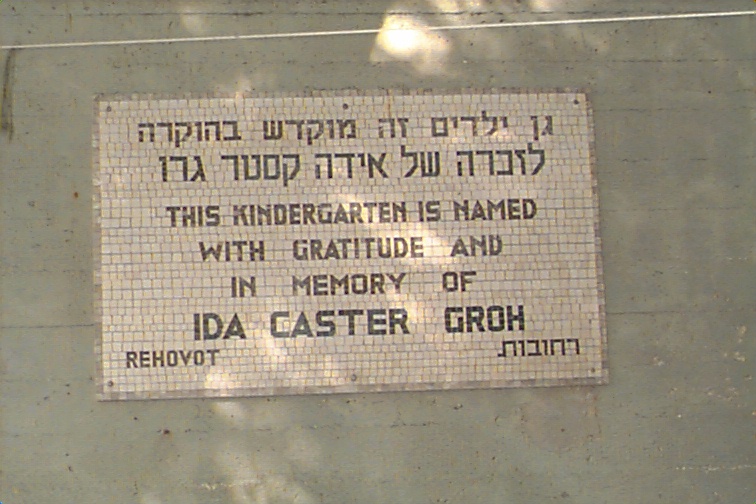 גן ילדים זה מוקדש בהוקרה
לזכרה של אידה קסטר גרו
THIS KINDERGARTEN IS NAMED
WITH GRATITUDE AND
IN MEMORY OF
IDA CASTER GROH
REHOVOT רחובות